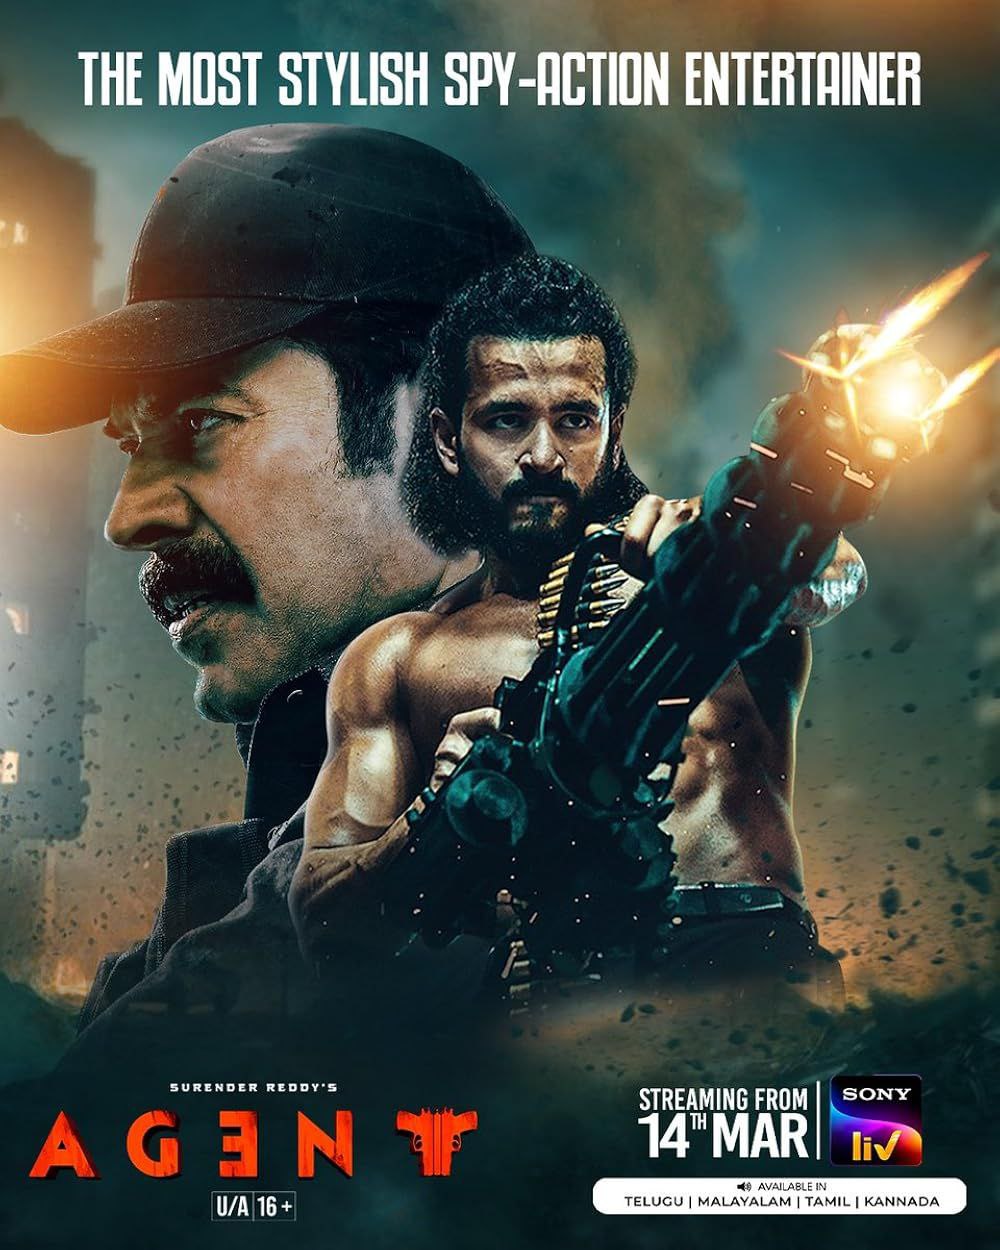 THE MOST STYLISH SPY-ACTION ENTERTAINER
SURENDER REDDY'S
AGENT
U/A 16+
STREAMING FROM
14TH MAR
SONY
liv
AVAILABLE IN
TELUGU | MALAYALAM | TAMIL | KANNADA